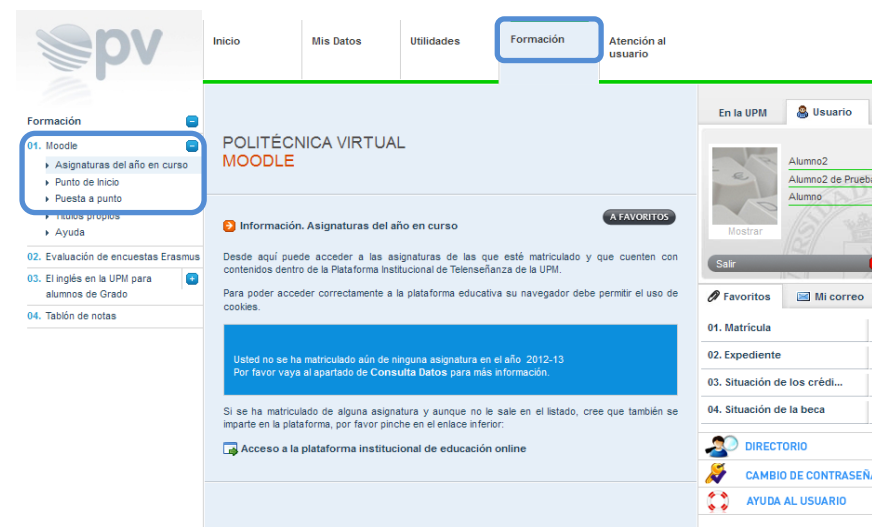 pv
Inicio
Mis Datos
Utilidades
Formación
Atención al
usuario
Formación
01. Moodle
Asignaturas del año en curso
Punto de Inicio
Puesta a punto
Títulos propios
Ayuda
02. Evaluación de encuestas Erasmus
03. El inglés en la UPM para
alumnos de Grado
04. Tablón de notas
POLITÉCNICA VIRTUAL
MOODLE
A FAVORITOS
Información. Asignaturas del año en curso
Desde aquí puede acceder a las asignaturas de las que esté matriculado y que cuenten con
contenidos dentro de la Plataforma Institucional de Telenseñanza de la UPM.
Para poder acceder correctamente a la plataforma educativa su navegador debe permitir el uso de
cookies.
Usted no se ha matriculado aún de ninguna asignatura en el año 2012-13
Por favor vaya al apartado de Consulta Datos para más información.
Si se ha matriculado de alguna asignatura y aunque no le sale en el listado, cree que también se
imparte en la plataforma, por favor pinche en el enlace inferior:
Acceso a la plataforma institucional de educación online
En la UPM
Usuario
Alumno2
Alumno2 de Prueba
Alumno
Mostrar
Salir
Favoritos
Mi correo
01. Matricula
02. Expediente
03. Situación de los crédi...
04. Situación de la beca
DIRECTORIO
CAMBIO DE CONTRASEÑA
AYUDA AL USUARIO